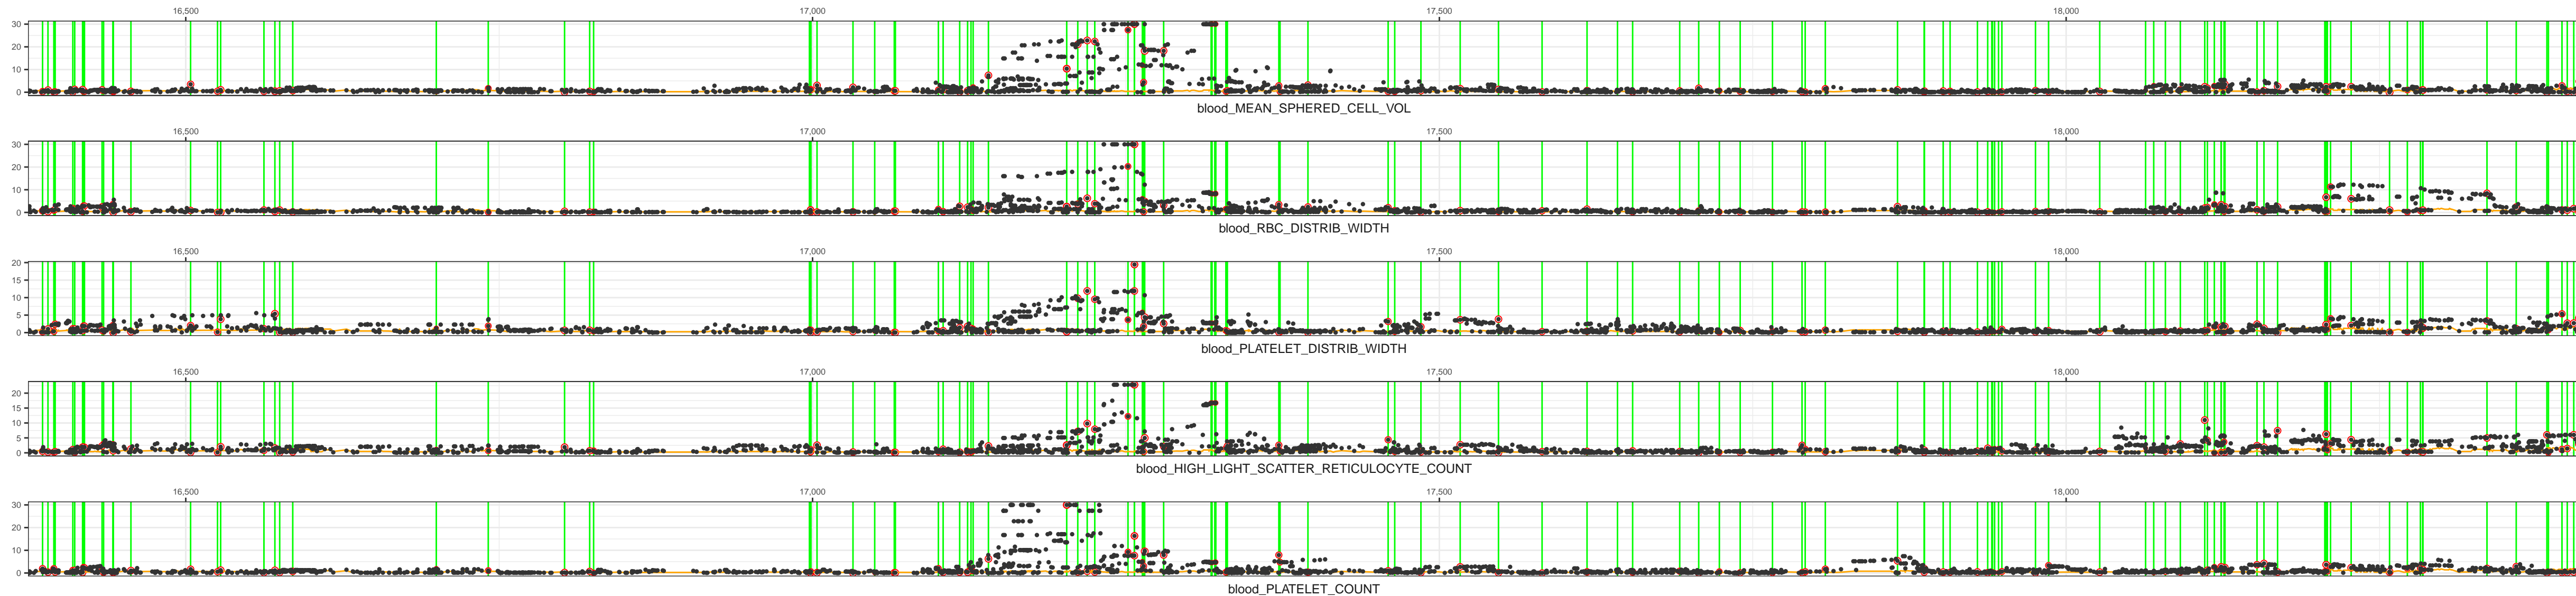 16,500 17,000 17,500 18,000
30
20
10
0
blood_MEAN_SPHERED_CELL_VOL
16,500 17,000 17,500 18,000
30
20
10
0
blood_RBC_DISTRIB_WIDTH
16,500 17,000 17,500 18,000
20
15
10
5
0
blood_PLATELET_DISTRIB_WIDTH
16,500 17,000 17,500 18,000
20
15
10
5
0
blood_HIGH_LIGHT_SCATTER_RETICULOCYTE_COUNT
16,500 17,000 17,500 18,000
30
20
10
0
blood_PLATELET_COUNT